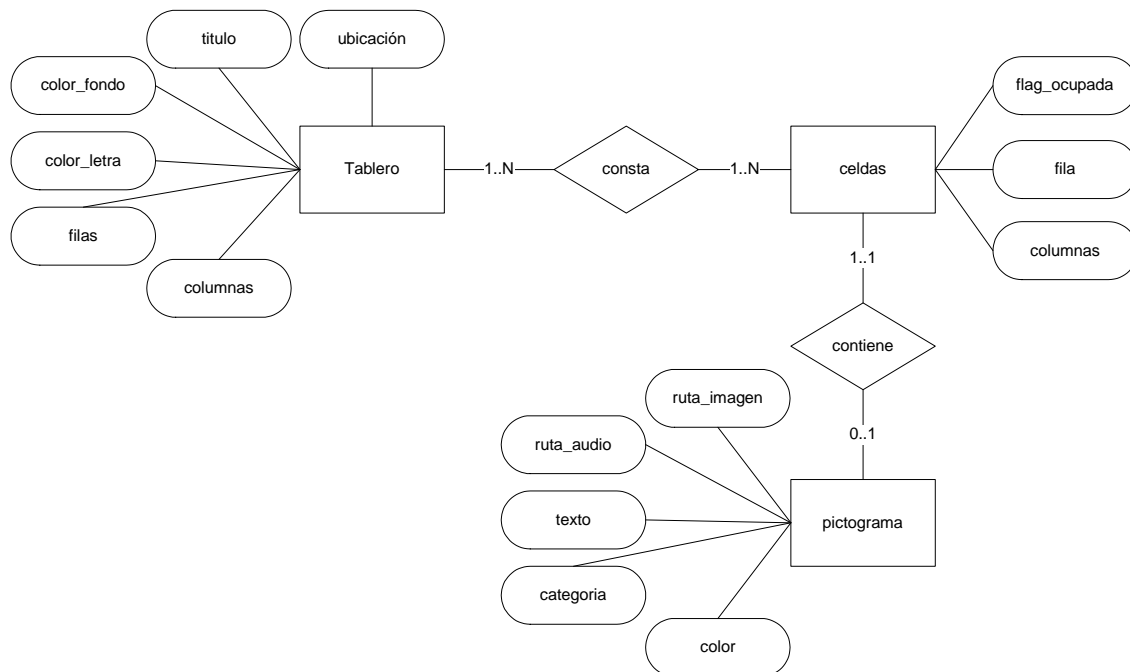 titulo
ubicación
color_fondo
flag_ocupada
color_letra
Tablero
1..N
consta
1..N
celdas
fila
filas
columnas
columnas
1..1
contiene
ruta_imagen
ruta_audio
0..1
texto
pictograma
categoria
color